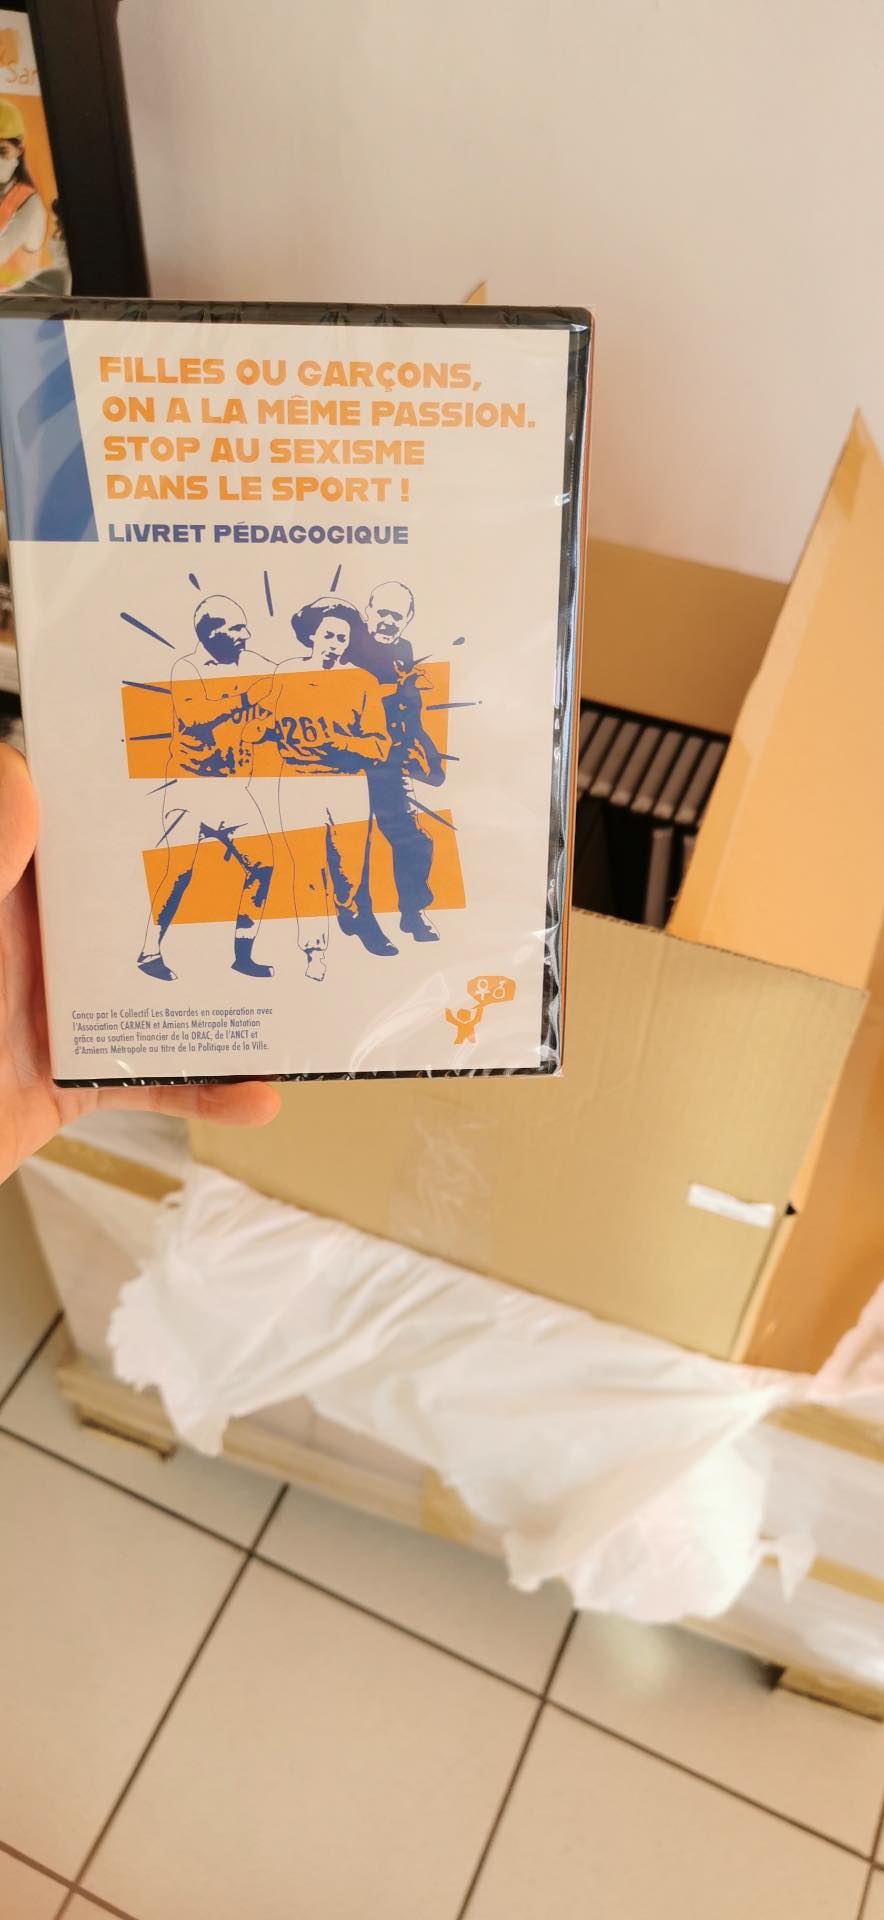 FILLES OU GARÇONS,
ON A LA MÊME PASSION.
STOP AU SEXISME
DANS LE SPORT !
LIVRET PÉDAGOGIQUE
261
Conçu par le Collectif Les Bavardes en coopération avec
l'Association CARMEN et Amiens Métropole Natation
grâce au soutien financier de la DRAC, de l'ANCT et
d'Amiens Métropole au titre de la Politique de la Ville.